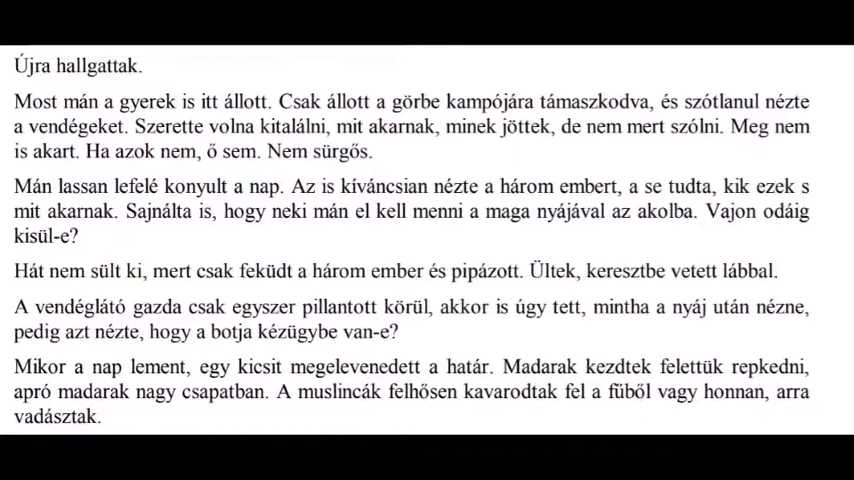 Újra hallgattak.
Most mán a gyerek is itt állott. Csak állott a görbe kampójára támaszkodva, és szótlanul nézte
a vendégeket. Szerette volna kitalálni, mit akarnak, minek jöttek, de nem mert szólni. Meg nem
is akart. Ha azok nem, ő sem. Nem sürgős.
Mán lassan lefelé konyult a nap. Az is kíváncsian nézte a három embert, a se tudta, kik ezek s
mit akarnak. Sajnálta is, hogy neki mán el kell menni a maga nyájával az akolba. Vajon odáig
kisül-e?
Hát nem sült ki, mert csak feküdt a három ember és pipázott. Ültek, keresztbe vetett lábbal.
A vendéglátó gazda csak egyszer pillantott körül, akkor is úgy tett, mintha a nyáj után nézne,
pedig azt nézte, hogy a botja kézügybe van-e?
Mikor a nap lement, egy kicsit megelevenedett a határ. Madarak kezdtek felettük repkedni,
apró madarak nagy csapatban. A muslincák felhősen kavarodtak fel a fűből vagy honnan, arra
vadásztak.